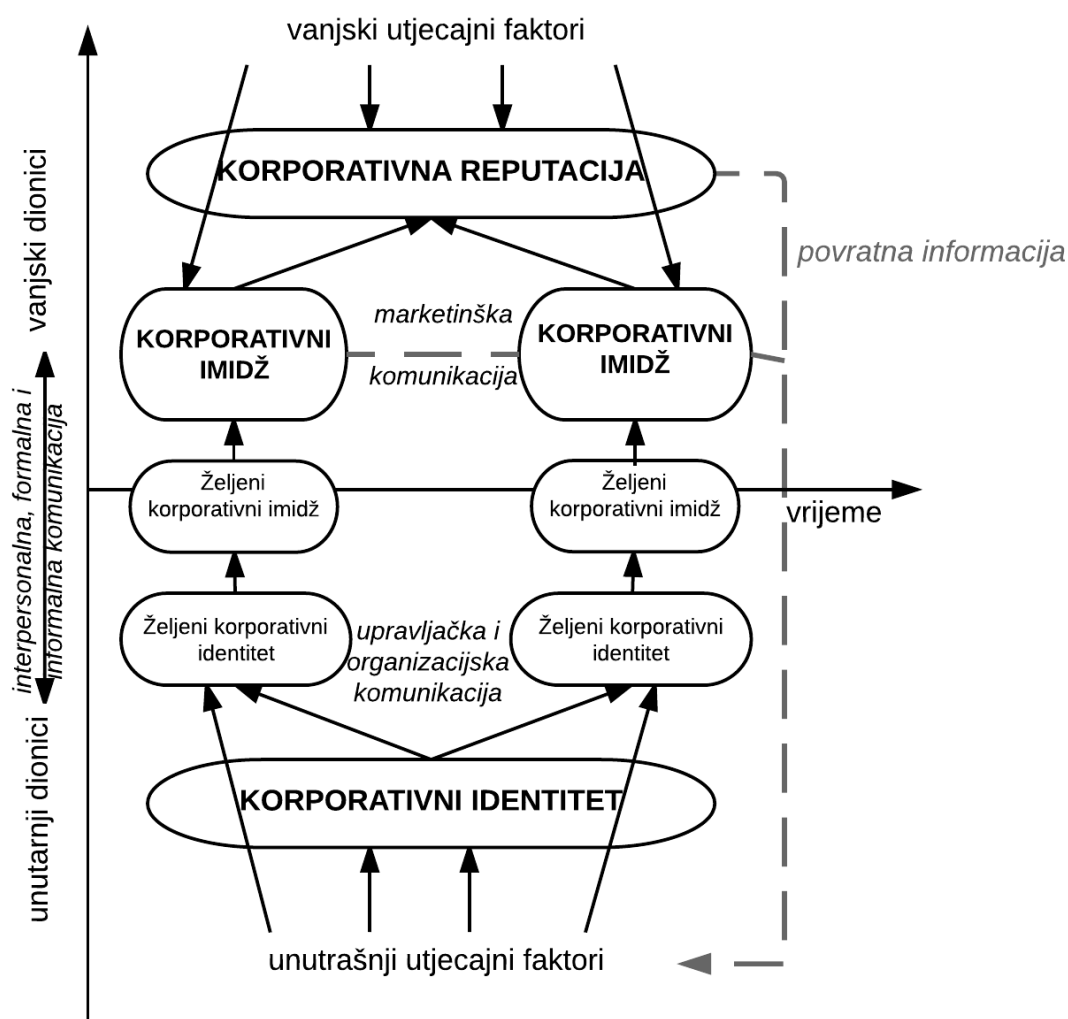 vanjski utjecajni faktori
KORPORATIVNA REPUTACIJA
povratna informacija
vanjski dionici
KORPORATIVNI
IMIDŽ
marketinška
komunikacija
KORPORATIVNI
IMIDŽ
interpersonalna, formalna i
informalna komunikacija
Željeni
korporativni imidž
Željeni
korporativni imidž
vrijeme
Željeni korporativni
identitet
upravljačka i
organizacijska
komunikacija
Željeni korporativni
identitet
unutarnji dionici
KORPORATIVNI IDENTITET
unutrašnji utjecajni faktori